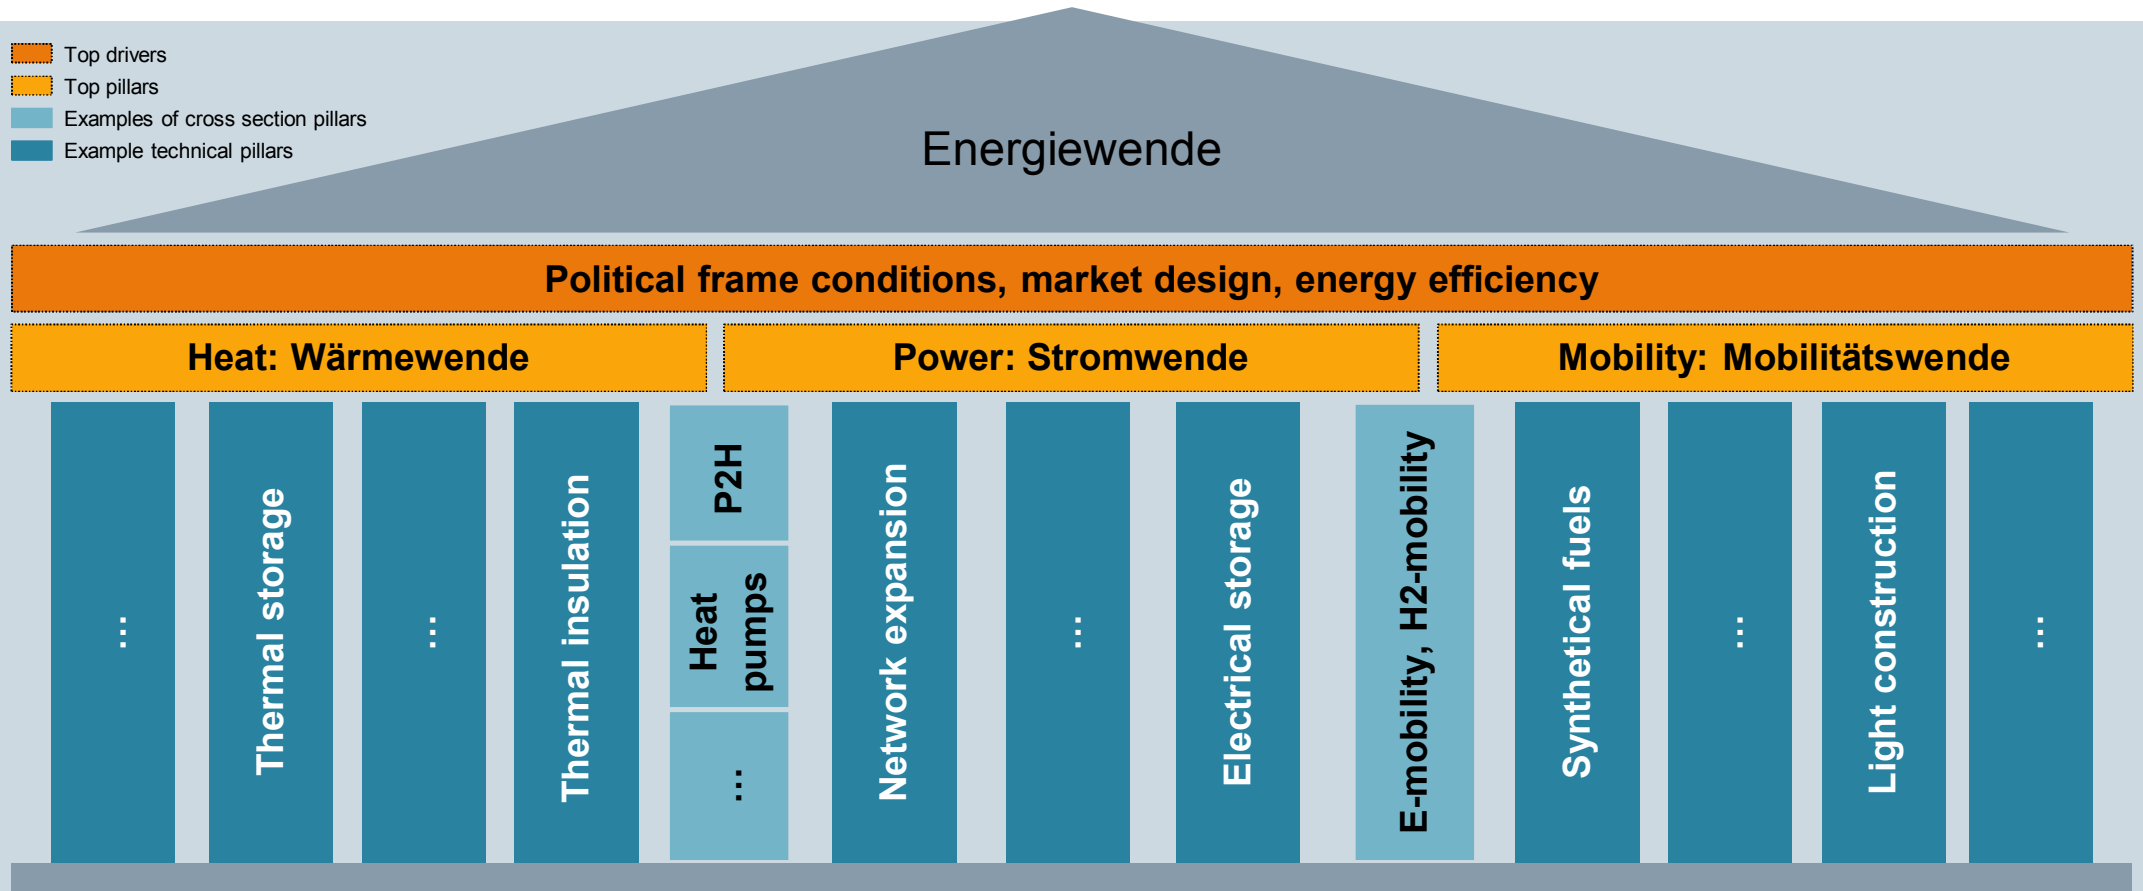 Top drivers
Top pillars
Examples of cross section pillars
Example technical pillars
Energiewende
Political frame conditions, market design, energy efficiency
Heat: Wärmewende
Power: Stromwende
Mobility: Mobilitätswende
...
Thermal storage
...
Thermal insulation
P2H
Heat
pumps
...
Network expansion
...
Electrical storage
E-mobility, H2-mobility
Synthetical fuels
...
Light construction
...